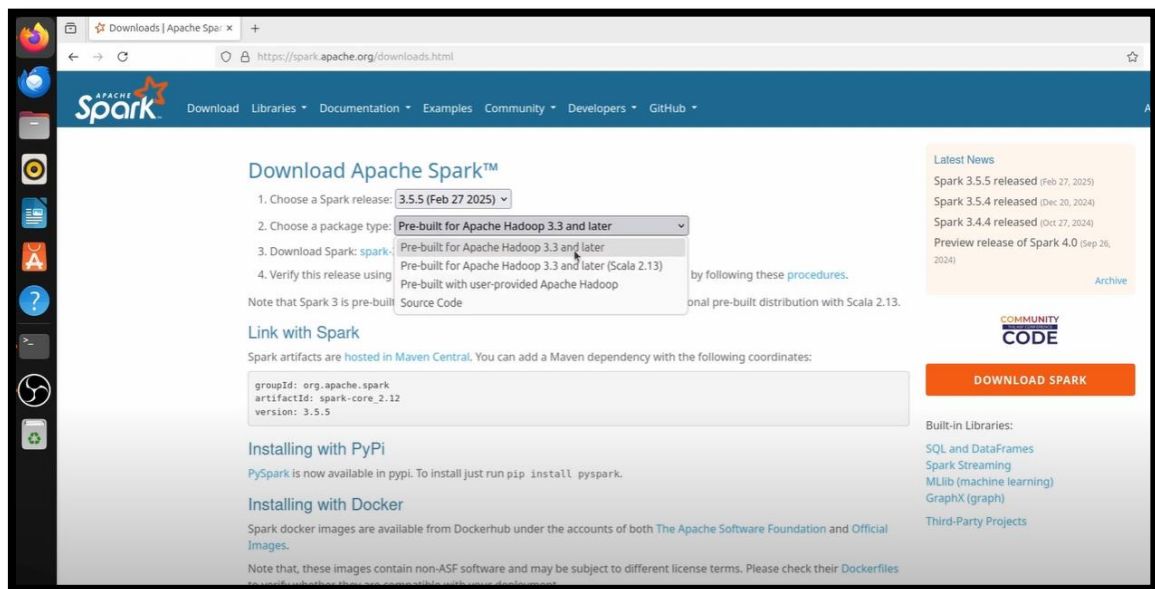 Downloads | Apache Spar
https://spark.apache.org/downloads.html
APACHE
Spark
Download Libraries Documentation Examples Community Developers GitHub
Download Apache Spark™
1. Choose a Spark release: 3.5.5 (Feb 27 2025)
2. Choose a package type: Pre-built for Apache Hadoop 3.3 and later
Pre-built for Apache Hadoop 3.3 and later
Pre-built for Apache Hadoop 3.3 and later (Scala 2.13)
Pre-built with user-provided Apache Hadoop
Source Code
3. Download Spark: spark-
4. Verify this release using by following these procedures.
Note that Spark 3 is pre-built onal pre-built distribution with Scala 2.13.
Link with Spark
Spark artifacts are hosted in Maven Central. You can add a Maven dependency with the following coordinates:
groupId: org.apache.spark
artifactId: spark-core_2.12
version: 3.5.5
Installing with PyPi
PySpark is now available in pypi. To install just run pip install pyspark.
Installing with Docker
Spark docker images are available from Dockerhub under the accounts of both The Apache Software Foundation and Official
Images.
Note that, these images contain non-ASF software and may be subject to different license terms. Please check their Dockerfiles
to verify whether they are compatible with your deployment.
Latest News
Spark 3.5.5 released (Feb 27, 2025)
Spark 3.5.4 released (Dec 20, 2024)
Spark 3.4.4 released (Oct 27, 2024)
Preview release of Spark 4.0 (Sep 26,
2024)
Archive
COMMUNITY
CODE
DOWNLOAD SPARK
Built-in Libraries:
SQL and DataFrames
Spark Streaming
MLlib (machine learning)
GraphX (graph)
Third-Party Projects